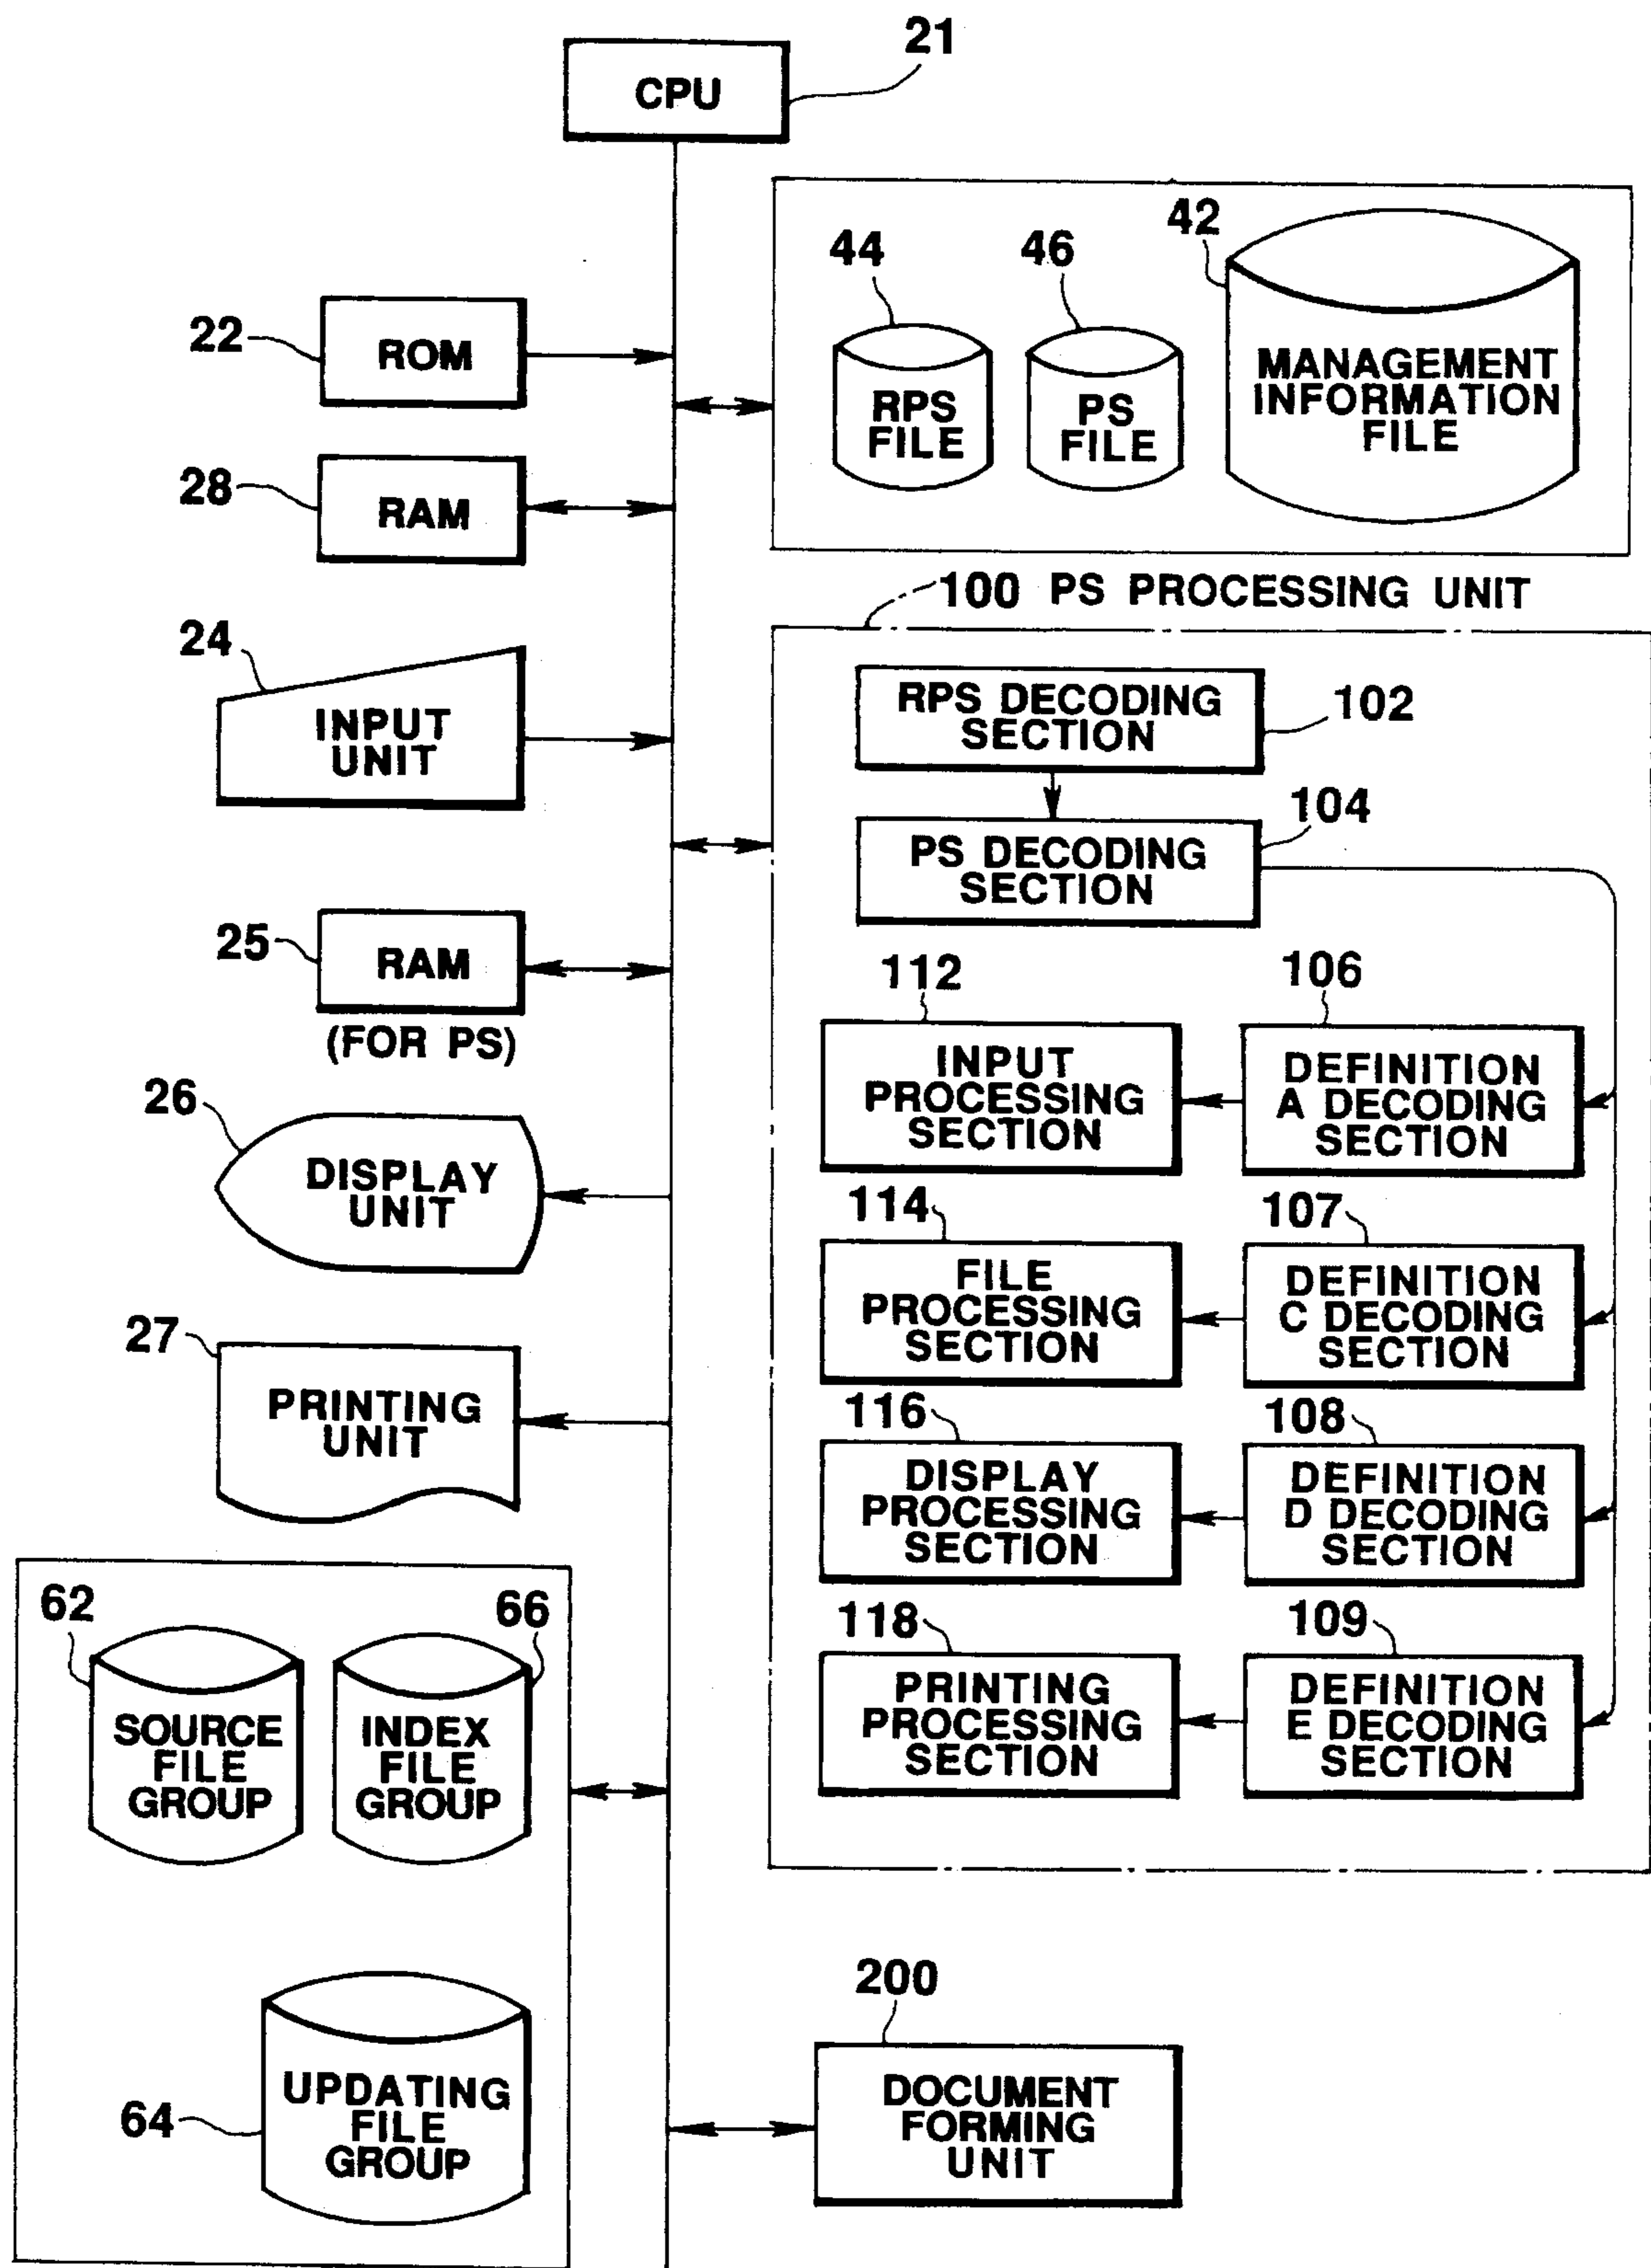 21
CPU
42
44
46
22
ROM
RPS
FILE
PS
FILE
MANAGEMENT
INFORMATION
FILE
28
RAM
100 PS PROCESSING UNIT
24
INPUT
UNIT
RPS DECODING
SECTION
102
104
PS DECODING
SECTION
25
RAM
(FOR PS)
112
106
INPUT
PROCESSING
SECTION
DEFINITION
A DECODING
SECTION
26
DISPLAY
UNIT
114
107
FILE
PROCESSING
SECTION
DEFINITION
C DECODING
SECTION
27
PRINTING
UNIT
116
108
DISPLAY
PROCESSING
SECTION
DEFINITION
D DECODING
SECTION
62
66
118
109
SOURCE
FILE
GROUP
INDEX
FILE
GROUP
PRINTING
PROCESSING
SECTION
DEFINITION
E DECODING
SECTION
200
64
UPDATING
FILE
GROUP
DOCUMENT
FORMING
UNIT